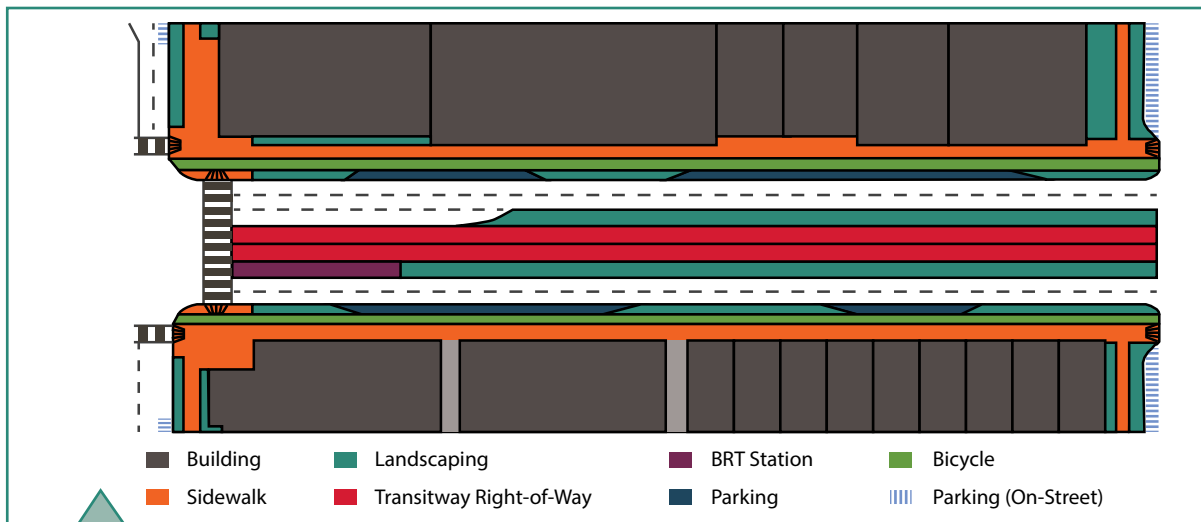 Building Landscaping BRT Station Bicycle
Sidewalk Transitway Right-of-Way Parking Parking (On-Street)